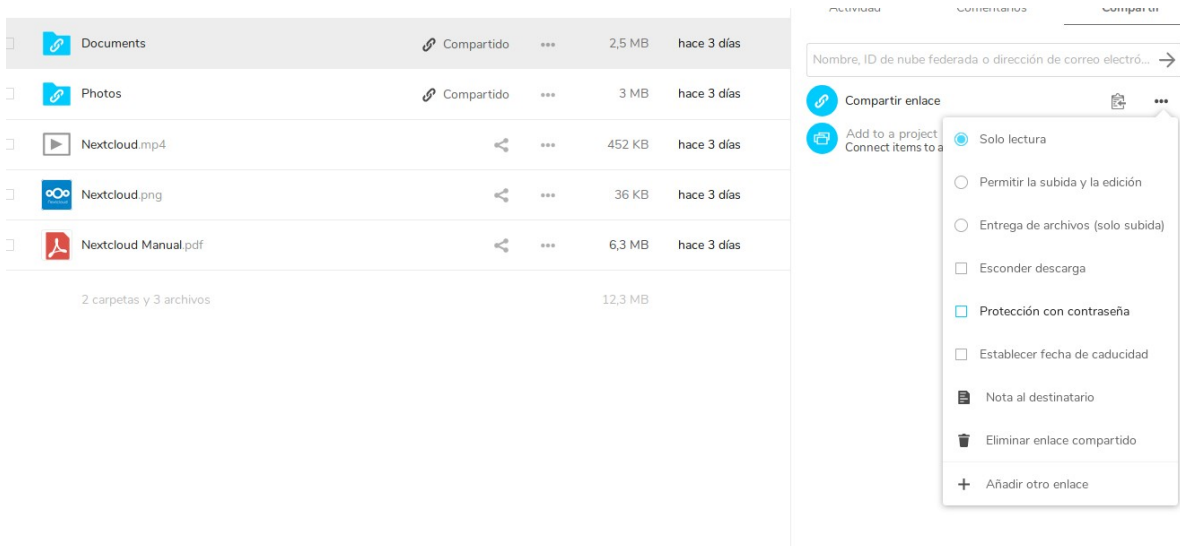 Actividad Comentarios Compartir
Documents Compartido 2,5 MB hace 3 días
Photos Compartido 3 MB hace 3 días
Nextcloud.mp4 452 KB hace 3 días
Nextcloud.png 36 KB hace 3 días
Nextcloud Manual.pdf 6,3 MB hace 3 días
2 carpetas y 3 archivos 12,3 MB
Nombre, ID de nube federada o dirección de correo electró...
Compartir enlace
Add to a project
Connect items to a
Solo lectura
Permitir la subida y la edición
Entrega de archivos (solo subida)
Esconder descarga
Protección con contraseña
Establecer fecha de caducidad
Nota al destinatario
Eliminar enlace compartido
Añadir otro enlace